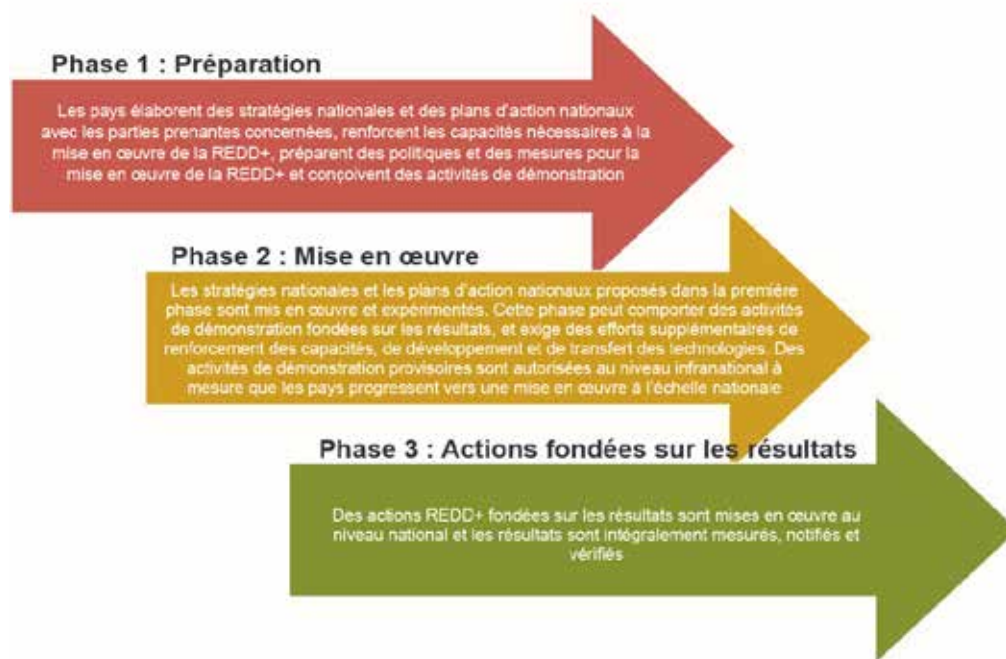 Phase 1 : Préparation
Les pays élaborent des stratégies nationales et des plans d'action nationaux
avec les parties prenantes concernées, renforcent les capacités nécessaires à la
mise en œuvre de la REDD+, préparent des politiques et des mesures pour la
mise en œuvre de la REDD+ et conçoivent des activités de démonstration
Phase 2 : Mise en œuvre
Les stratégies nationales et les plans d'action nationaux proposés dans la première
phase sont mis en œuvre et expérimentés. Cette phase peut comporter des activités
de démonstration fondées sur les résultats, et exige des efforts supplémentaires de
renforcement des capacités, de développement et de transfert des technologies. Des
activités de démonstration provisoires sont autorisées au niveau infranational à
mesure que les pays progressent vers une mise en œuvre à l'échelle nationale
Phase 3 : Actions fondées sur les résultats
Des actions REDD+ fondées sur les résultats sont mises en œuvre au
niveau national et les résultats sont intégralement mesurés, notifiés et
vérifiés